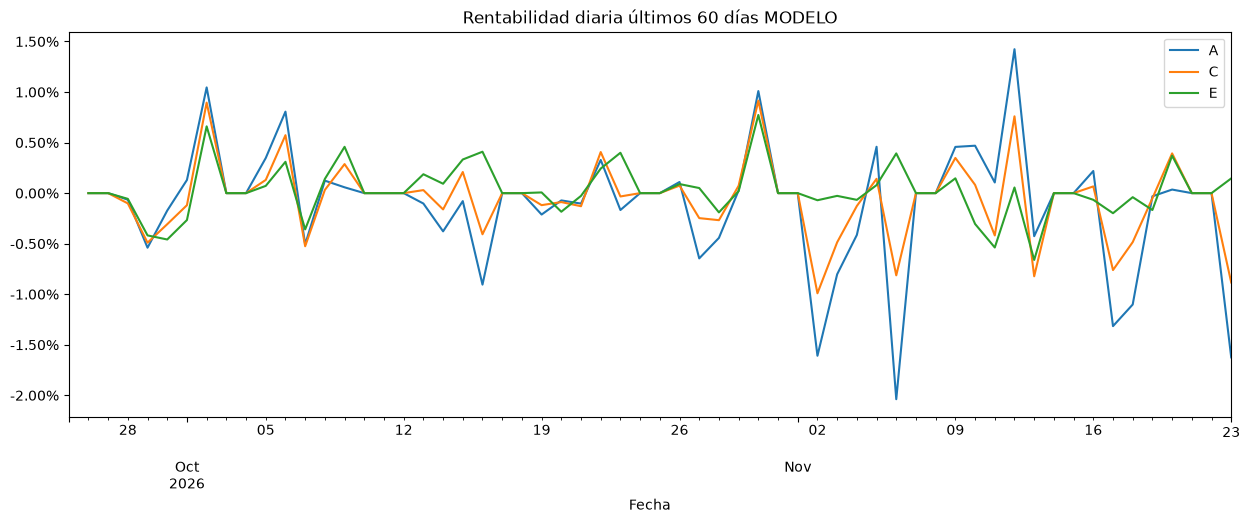 Rentabilidad diaria últimos 60 días MODELO
1.50%
1.00%
0.50%
0.00%
-0.50%
-1.00%
-1.50%
-2.00%
A
C
E
28 05 12 19 26 02 09 16 23
Oct Nov
2026
Fecha